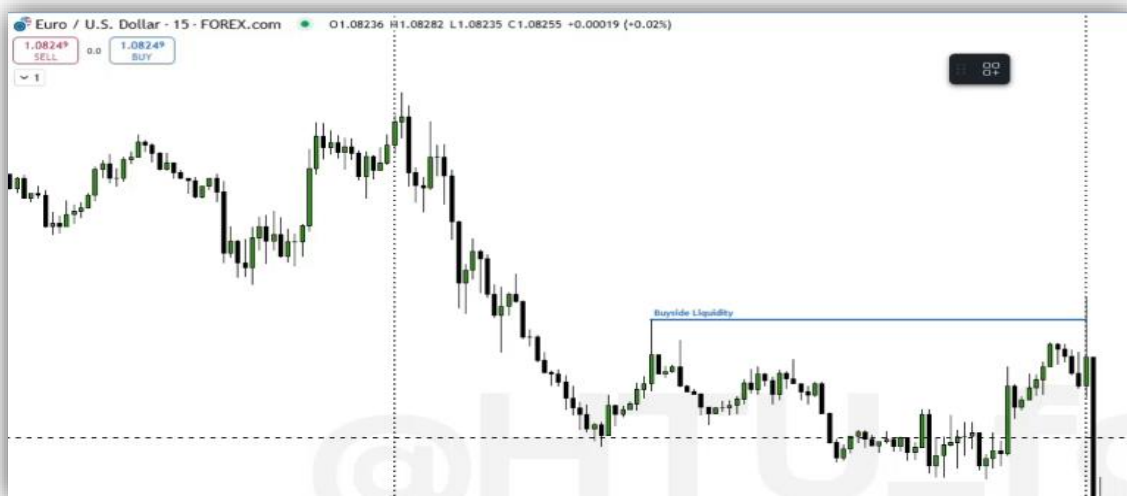 Euro / U.S. Dollar · 15 · FOREX.com O1.08236 H1.08282 L1.08235 C1.08255 +0.00019 (+0.02%)
1.08249 0.0 1.08249
SELL BUY
1
Buyside Liquidity